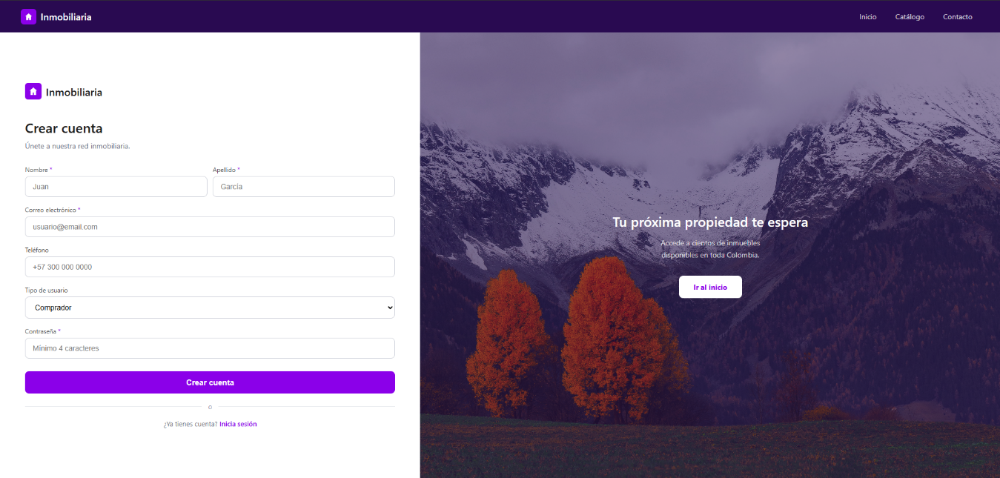 Inmobiliaria
Inicio
Catálogo
Contacto
Inmobiliaria
Crear cuenta
Únete a nuestra red inmobiliaria.
Nombre *
Apellido *
Juan
García
Correo electrónico *
usuario@email.com
Teléfono
+57 300 000 0000
Tipo de usuario
Comprador
Contraseña *
Mínimo 4 caracteres
Crear cuenta
o
¿Ya tienes cuenta? Inicia sesión
Tu próxima propiedad te espera
Accede a cientos de inmuebles
disponibles en toda Colombia.
Ir al inicio